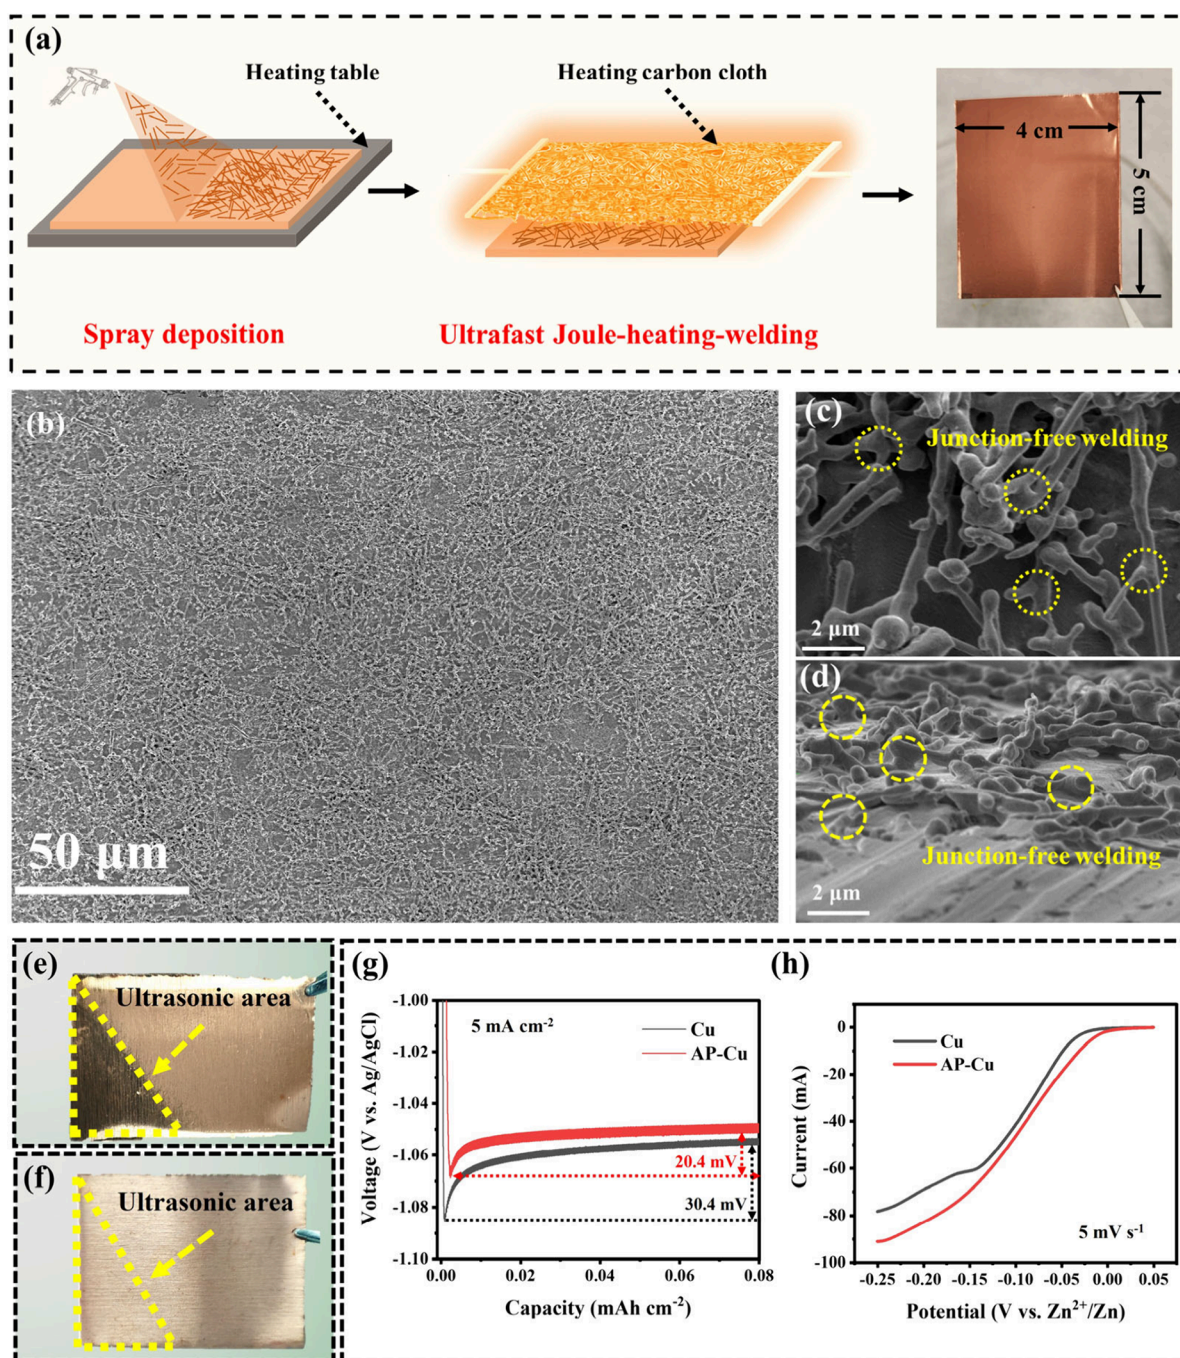 (a)
Heating table
Heating carbon cloth
4 cm
5 cm
Spray deposition
Ultrafast Joule-heating-welding
(b)
50 µm
(c)
Junction-free welding
2 µm
(d)
Junction-free welding
2 µm
(e)
Ultrasonic area
(f)
Ultrasonic area
(g)
Voltage (V vs. Ag/AgCl)
-1.00
-1.02
-1.04
-1.06
-1.08
-1.10
5 mA cm⁻²
Cu
AP-Cu
20.4 mV
30.4 mV
0.00 0.02 0.04 0.06 0.08
Capacity (mAh cm⁻²)
(h)
Current (mA)
0
-20
-40
-60
-80
-100
Cu
AP-Cu
5 mV s⁻¹
-0.25 -0.20 -0.15 -0.10 -0.05 0.00 0.05
Potential (V vs. Zn²⁺/Zn)